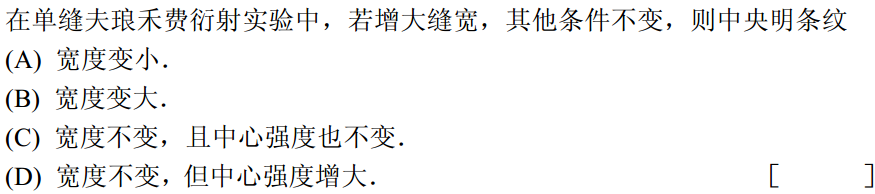 在单缝夫琅禾费衍射实验中，若增大缝宽，其他条件不变，则中央明条纹
(A) 宽度变小．
(B) 宽度变大．
(C) 宽度不变，且中心强度也不变．
(D) 宽度不变，但中心强度增大． [ ]